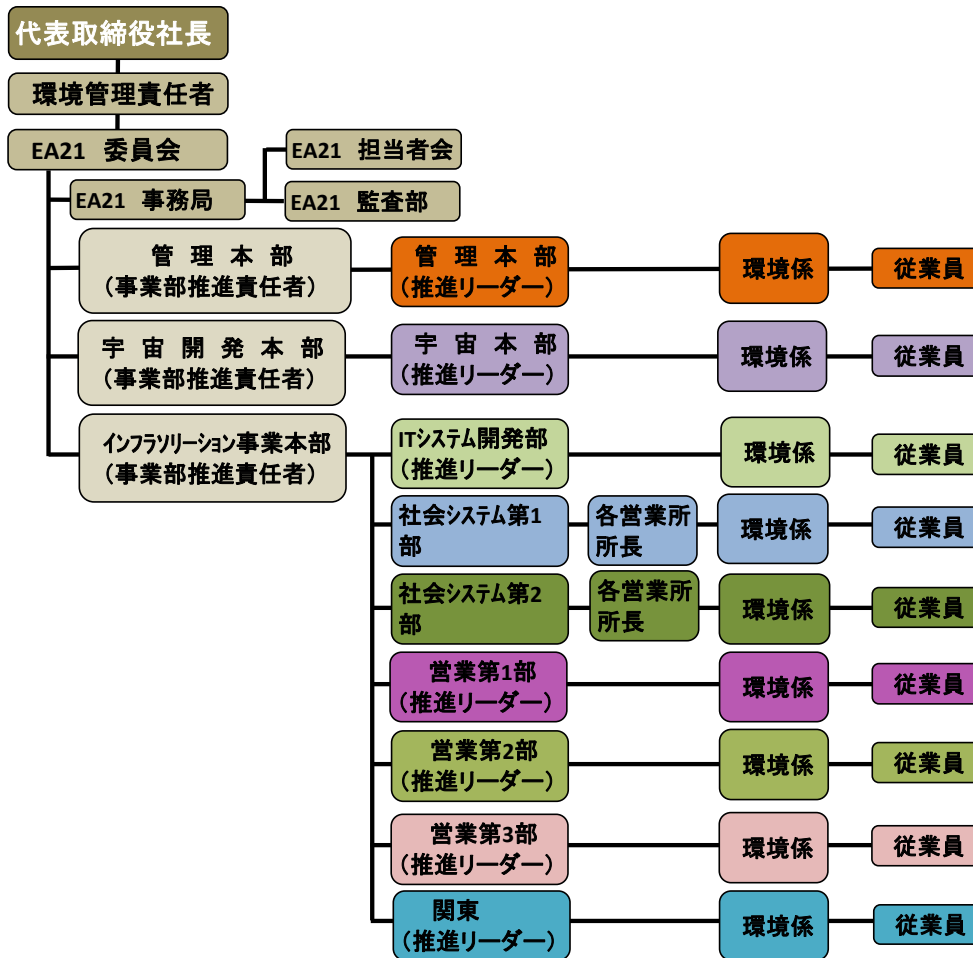 代表取締役社長
環境管理責任者
EA21 委員会
EA21 担当者会
EA21 事務局
EA21 監査部
管理本部
（事業部推進責任者）
管理本部
（推進リーダー）
環境係
従業員
宇宙開発本部
（事業部推進責任者）
宇宙本部
（推進リーダー）
環境係
従業員
インフラソリーション事業本部
（事業部推進責任者）
ITシステム開発部
（推進リーダー）
環境係
従業員
社会システム第1
部
各営業所
所長
環境係
従業員
社会システム第2
部
各営業所
所長
環境係
従業員
営業第1部
（推進リーダー）
環境係
従業員
営業第2部
（推進リーダー）
環境係
従業員
営業第3部
（推進リーダー）
環境係
従業員
関東
（推進リーダー）
環境係
従業員